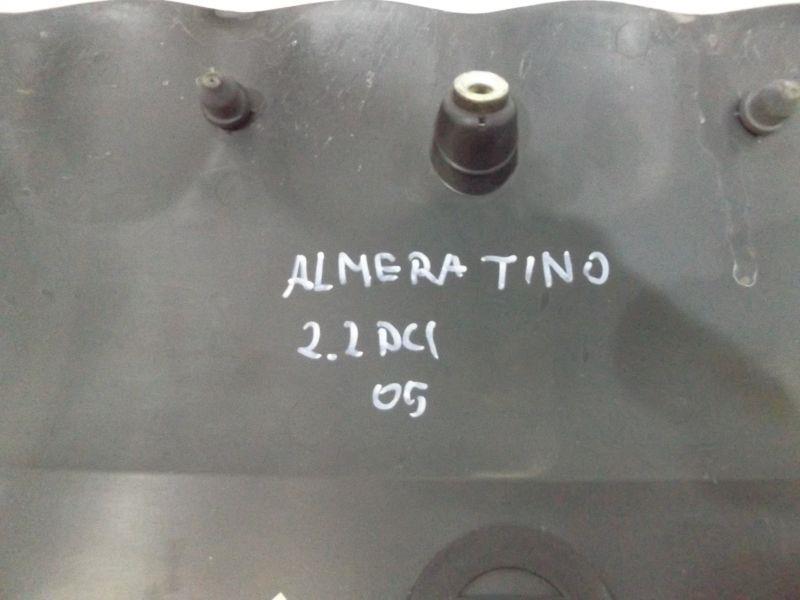 ALMERA TINO
2.2 DCI
05